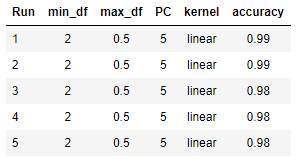 Run min_df max_df PC kernel accuracy
1 2 0.5 5 linear 0.99
2 2 0.5 5 linear 0.99
3 2 0.5 5 linear 0.98
4 2 0.5 5 linear 0.98
5 2 0.5 5 linear 0.98